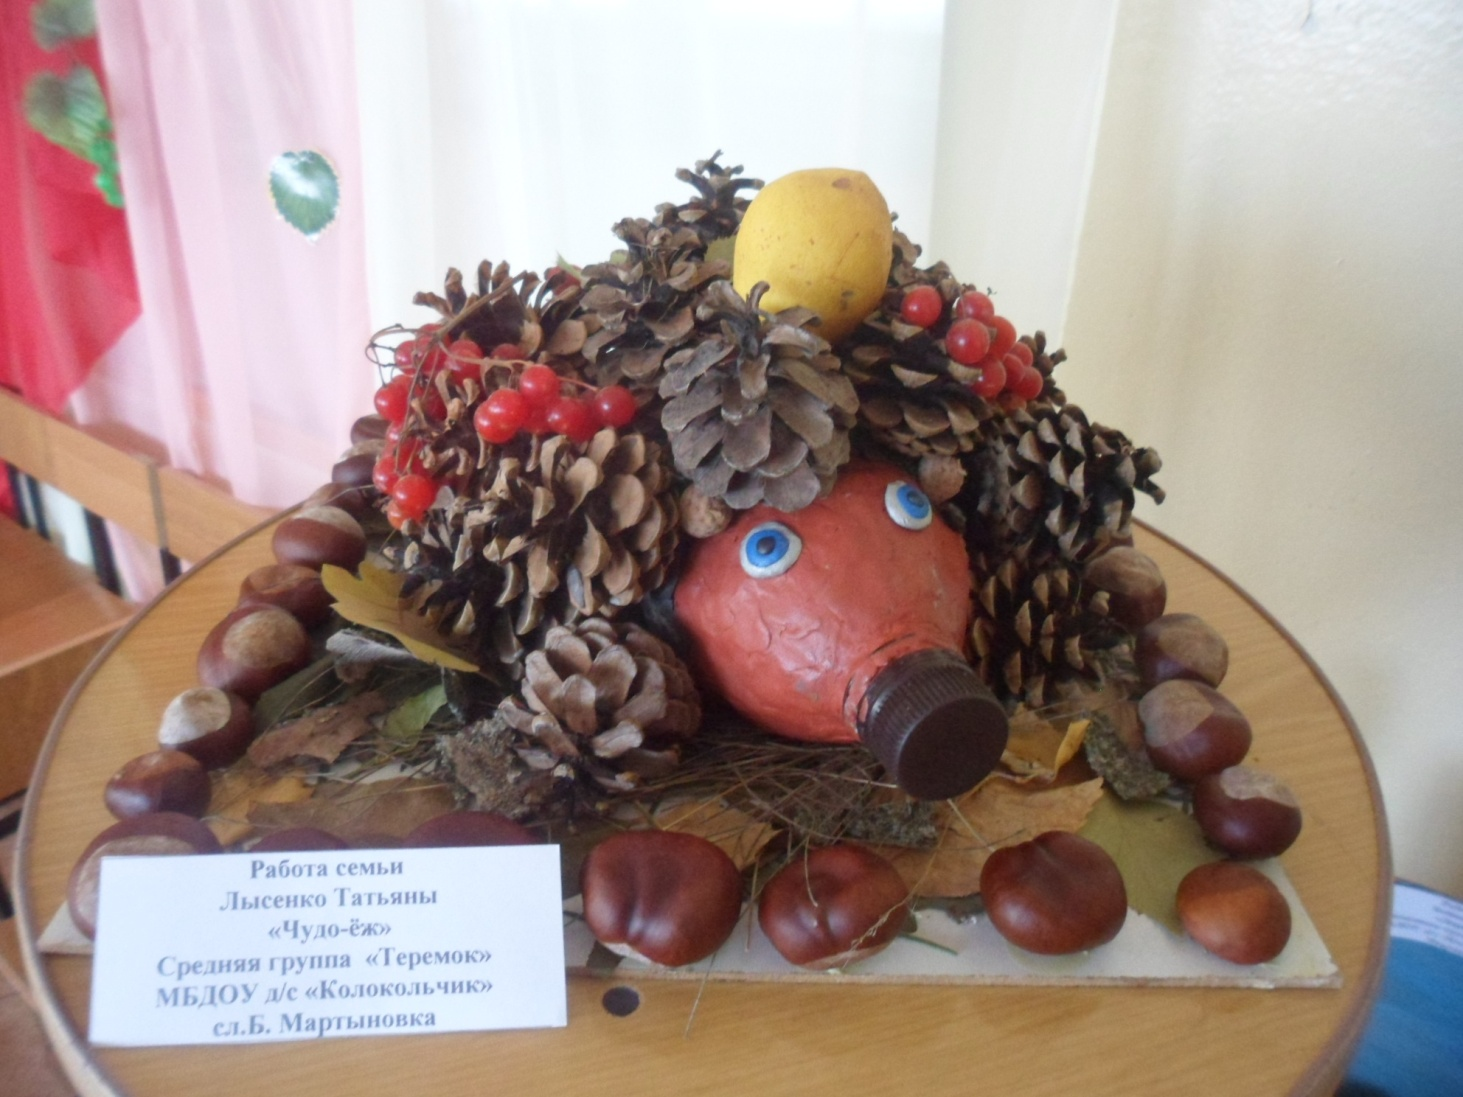 Работа семьи
Лысенко Татьяны
«Чудо-ёж»
Средняя группа «Теремок»
МБДОУ д/с «Колокольчик»
сл.Б. Мартыновка